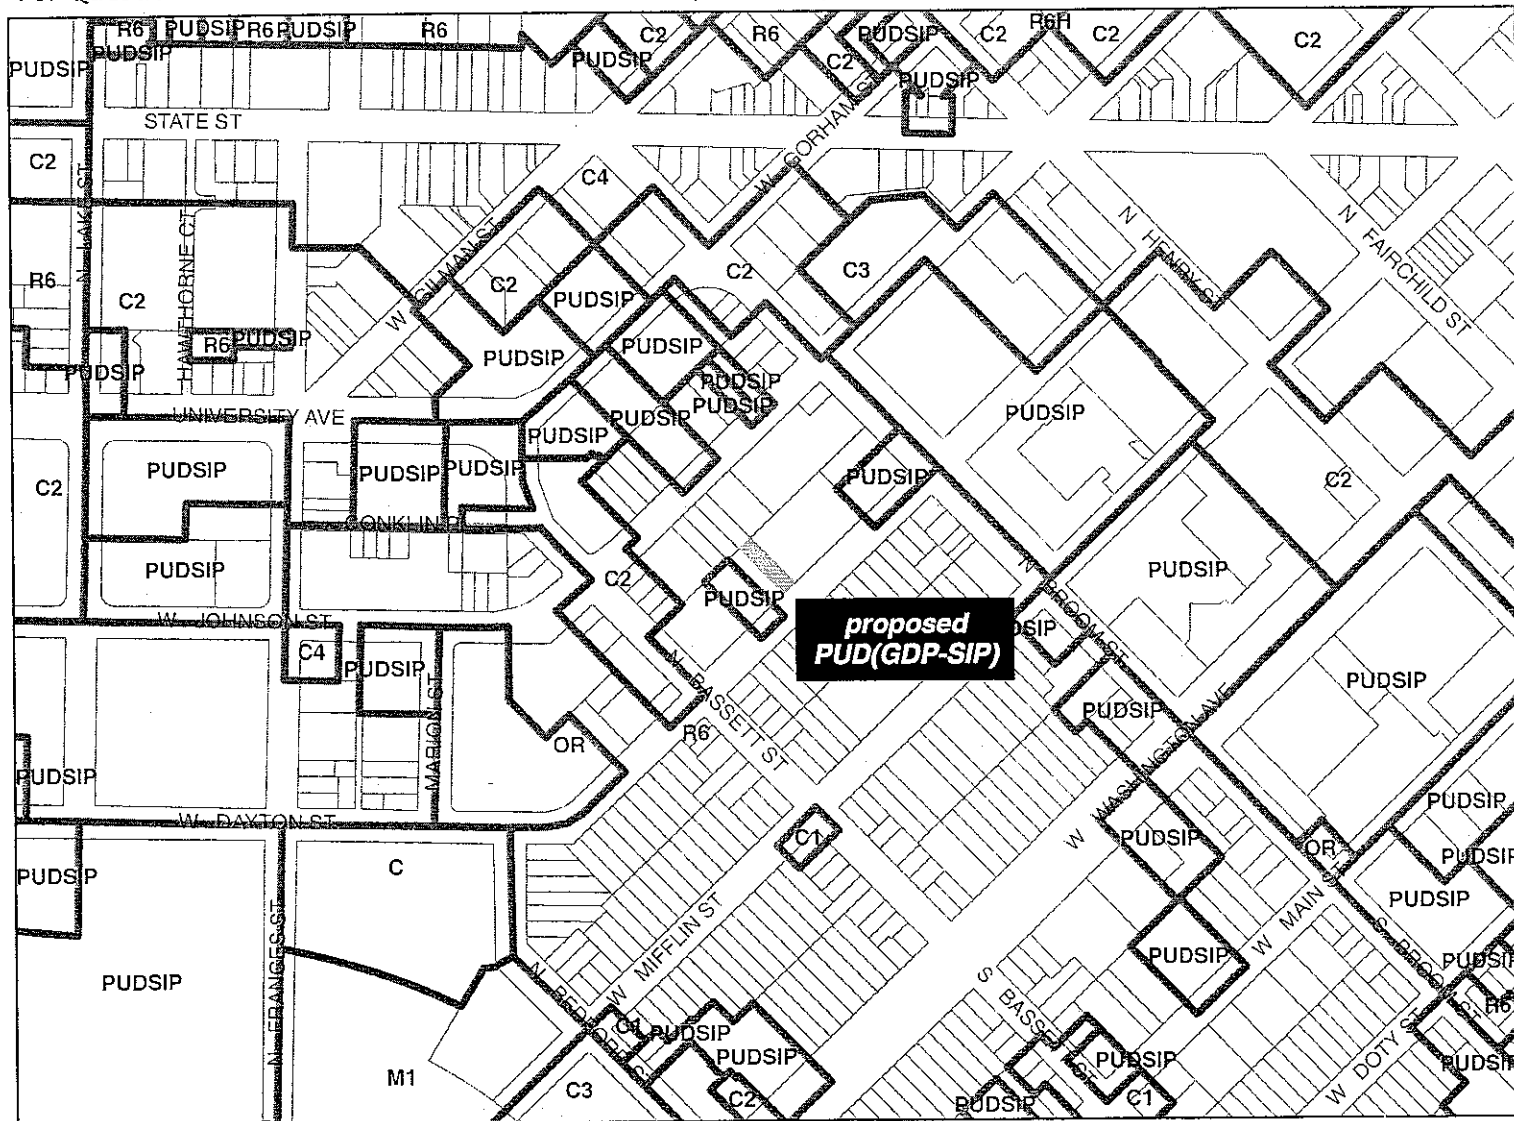 R6
PUDSIP
R6
PUDSIP
R6
PUDSIP
PUDSIP
PUDSIP
C2
R6
PUDSIP
C2
PUDSIP
C2
R6H
C2
C2
STATE ST
C2
N LAKE ST
HAWTHORNE CT
R6
C2
R6
PUDSIP
PUDSIP
W GILMAN ST
C4
W GORHAM ST
C2
PUDSIP
C2
C3
N HENRY ST
N FAIRCHILD ST
PUDSIP
PUDSIP
PUDSIP
PUDSIP
PUDSIP
PUDSIP
PUDSIP
UNIVERSITY AVE
C2
PUDSIP
PUDSIP
PUDSIP
PUDSIP
C2
PUDSIP
C2
PUDSIP
PUDSIP
W JOHNSON ST
C4
PUDSIP
MARION ST
N BASSETT ST
R6
OR
proposed
PUD(GDP-SIP)
N BROOM ST
PUDSIP
PUDSIP
W WASHINGTON AVE
PUDSIP
PUDSIP
W DAYTON ST
PUDSIP
C
C1
PUDSIP
OR
PUDSIP
PUDSIP
PUDSIP
W MAIN ST
N FRANCES ST
PUDSIP
W MIFFLIN ST
N BEDFORD ST
S BASSETT ST
PUDSIP
S BROOM ST
PUDSIP
R6
W DOTY ST
PUDSIP
M1
C3
C1
PUDSIP
PUDSIP
C2
PUDSIP
PUDSIP
C1